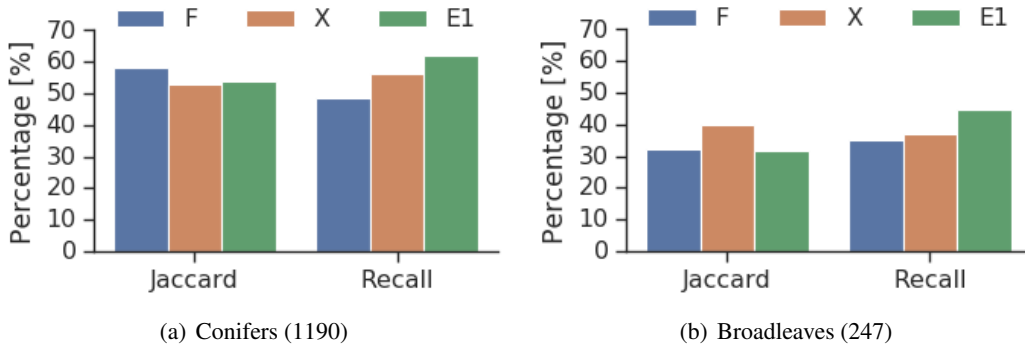 F X E1
Percentage [%]
70
60
50
40
30
20
10
0
Jaccard Recall
(a) Conifers (1190)
F X E1
Percentage [%]
70
60
50
40
30
20
10
0
Jaccard Recall
(b) Broadleaves (247)